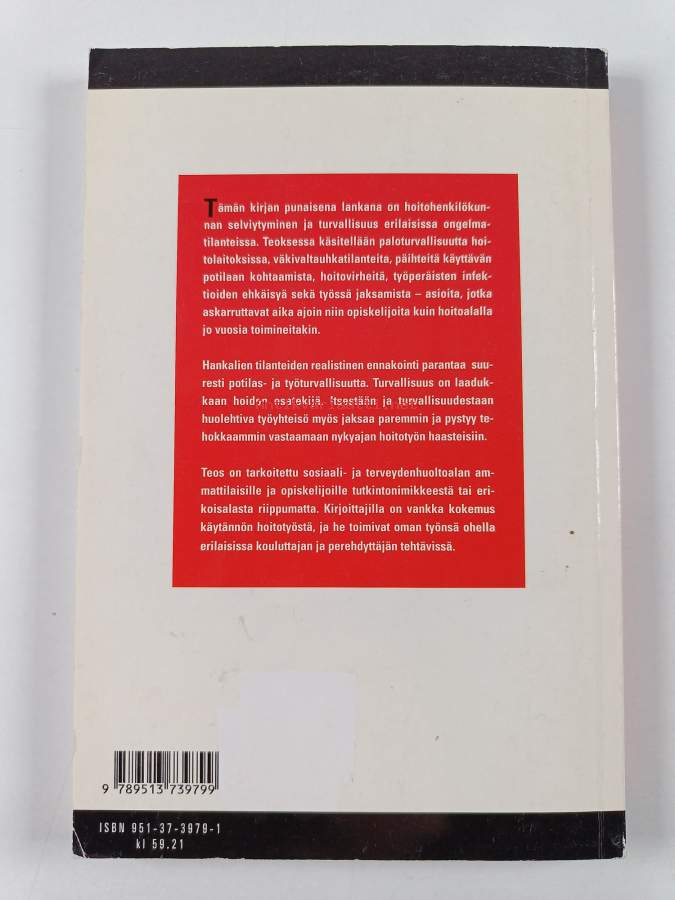 Tämän kirjan punaisena lankana on hoitohenkilökun-
nan selviytyminen ja turvallisuus erilaisissa ongelma-
tilanteissa. Teoksessa käsitellään paloturvallisuutta hoi-
tolaitoksissa, väkivaltauhkatilanteita, päihteitä käyttävän
potilaan kohtaamista, hoitovirheitä, työperäisten infek-
tioiden ehkäisyä sekä työssä jaksamista – asioita, jotka
askarruttavat aika ajoin niin opiskelijoita kuin hoitoalalla
jo vuosia toimineitakin.
Hankalien tilanteiden realistinen ennakointi parantaa suu-
resti potilas- ja työturvallisuutta. Turvallisuus on laaduk-
kaan hoidon osatekijä. Itsestään ja turvallisuudestaan
huolehtiva työyhteisö myös jaksaa paremmin ja pystyy te-
hokkaammin vastaamaan nykyajan hoitotyön haasteisiin.
Teos on tarkoitettu sosiaali- ja terveydenhuoltoalan am-
mattilaisille ja opiskelijoille tutkintonimikkeestä tai eri-
koisalasta riippumatta. Kirjoittajilla on vankka kokemus
käytännön hoitotyöstä, ja he toimivat oman työnsä ohella
erilaisissa kouluttajan ja perehdyttäjän tehtävissä.
9 789513 739799
ISBN 951-37-3979-1
kl 59.21